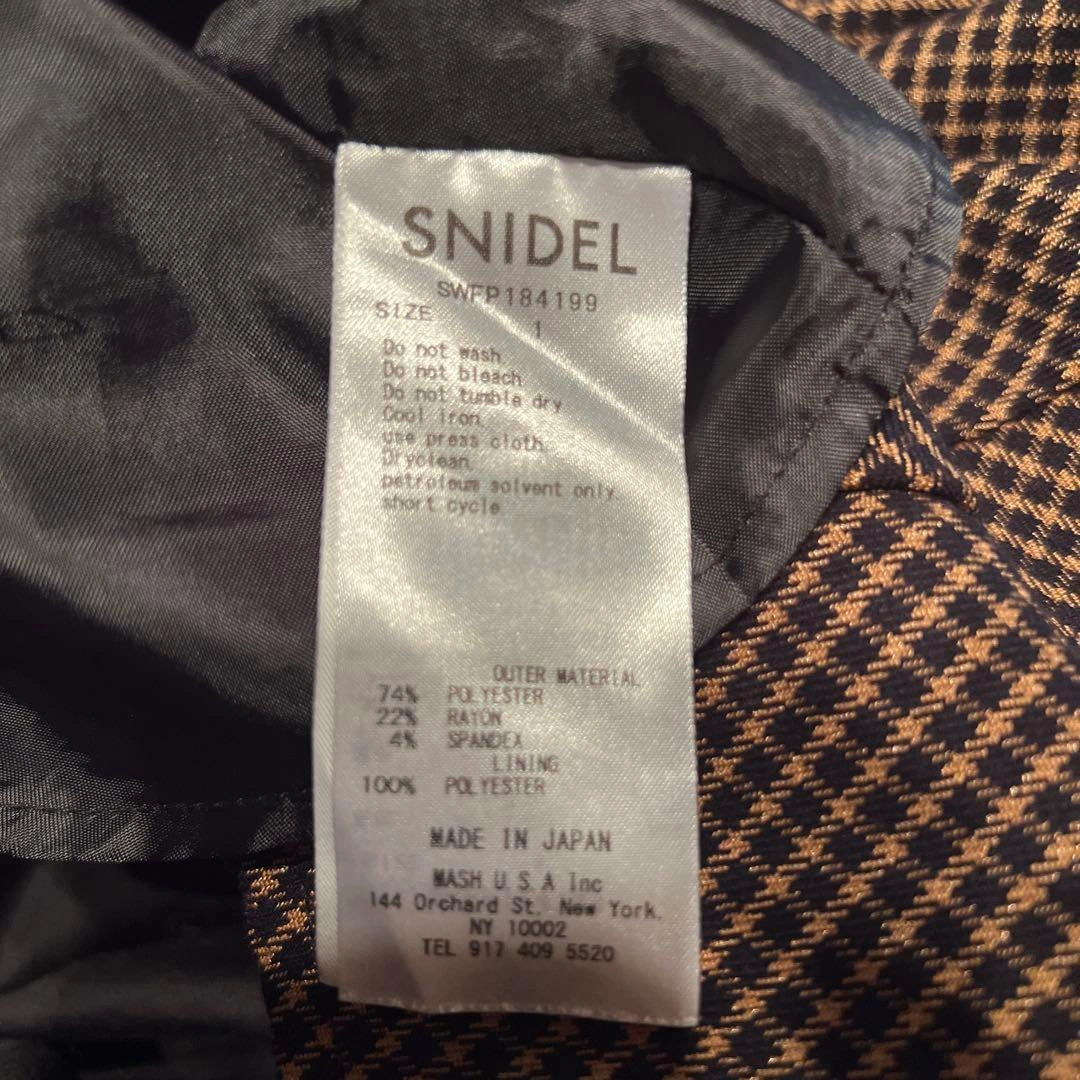 SNIDEL
SWFP184199
SIZE 1
Do not wash.
Do not bleach
Do not tumble dry
Cool iron.
use press cloth.
Dryclean.
petroleum solvent only.
short cycle
OUTER MATERIAL
74% POLYESTER
22% RAYON
4% SPANDEX
LINING
100% POLYESTER
MADE IN JAPAN
MASH U.S.A Inc
144 Orchard St. New York.
NY 10002
TEL 917 409 5520